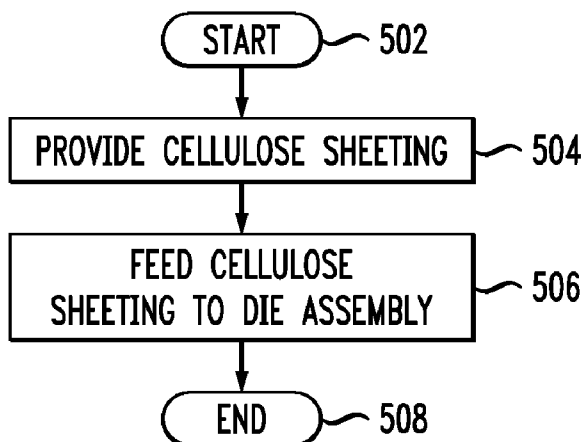 START 502
PROVIDE CELLULOSE SHEETING 504
FEED CELLULOSE
SHEETING TO DIE ASSEMBLY 506
END 508